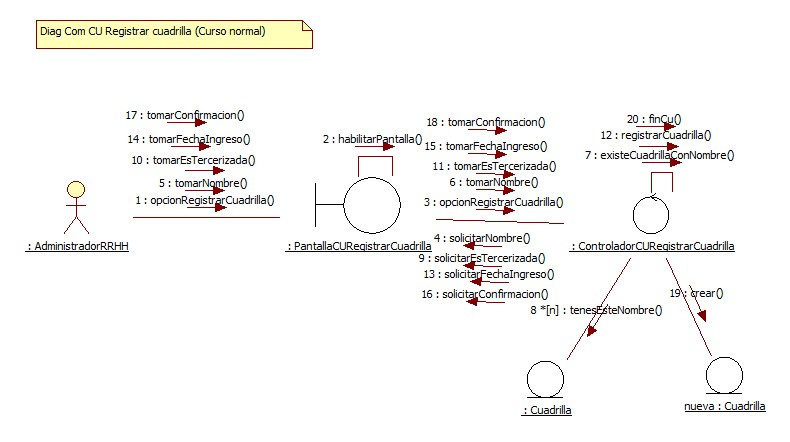 Diag Com CU Registrar cuadrilla (Curso normal)
17 : tomarConfirmacion()
14 : tomarFechaIngreso()
10 : tomarEsTercerizada()
5 : tomarNombre()
1 : opcionRegistrarCuadrilla()
: AdministradorRRHH
2 : habilitarPantalla()
: PantallaCURegistrarCuadrilla
18 : tomarConfirmacion()
15 : tomarFechaIngreso()
11 : tomarEsTercerizada()
6 : tomarNombre()
3 : opcionRegistrarCuadrilla()
4 : solicitarNombre()
9 : solicitarEsTercerizada()
13 : solicitarFechaIngreso()
16 : solicitarConfirmacion()
20 : finCu()
12 : registrarCuadrilla()
7 : existeCuadrillaConNombre()
: ControladorCURegistrarCuadrilla
8 *[n] : tenesEsteNombre()
19 : crear()
: Cuadrilla
nueva : Cuadrilla